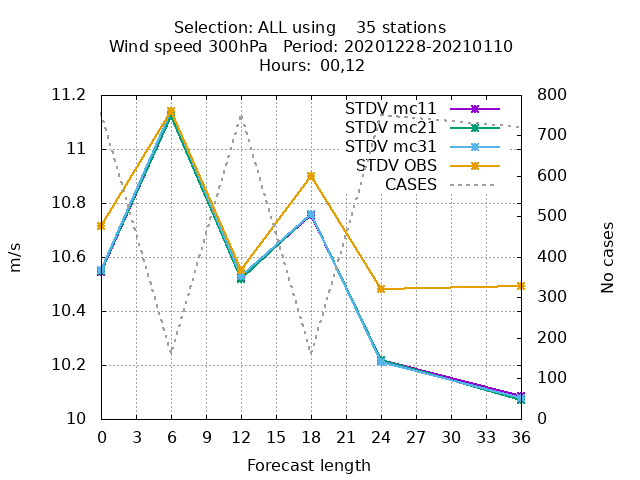 Selection: ALL using    35 stations
Wind speed 300hPa   Period: 20201228-20210110
Hours: 00,12
11.2
11
10.8
10.6
10.4
10.2
10
m/s
800
700
600
500
400
300
200
100
0
No cases
STDV mc11
STDV mc21
STDV mc31
STDV OBS
CASES
0 3 6 9 12 15 18 21 24 27 30 33 36
Forecast length